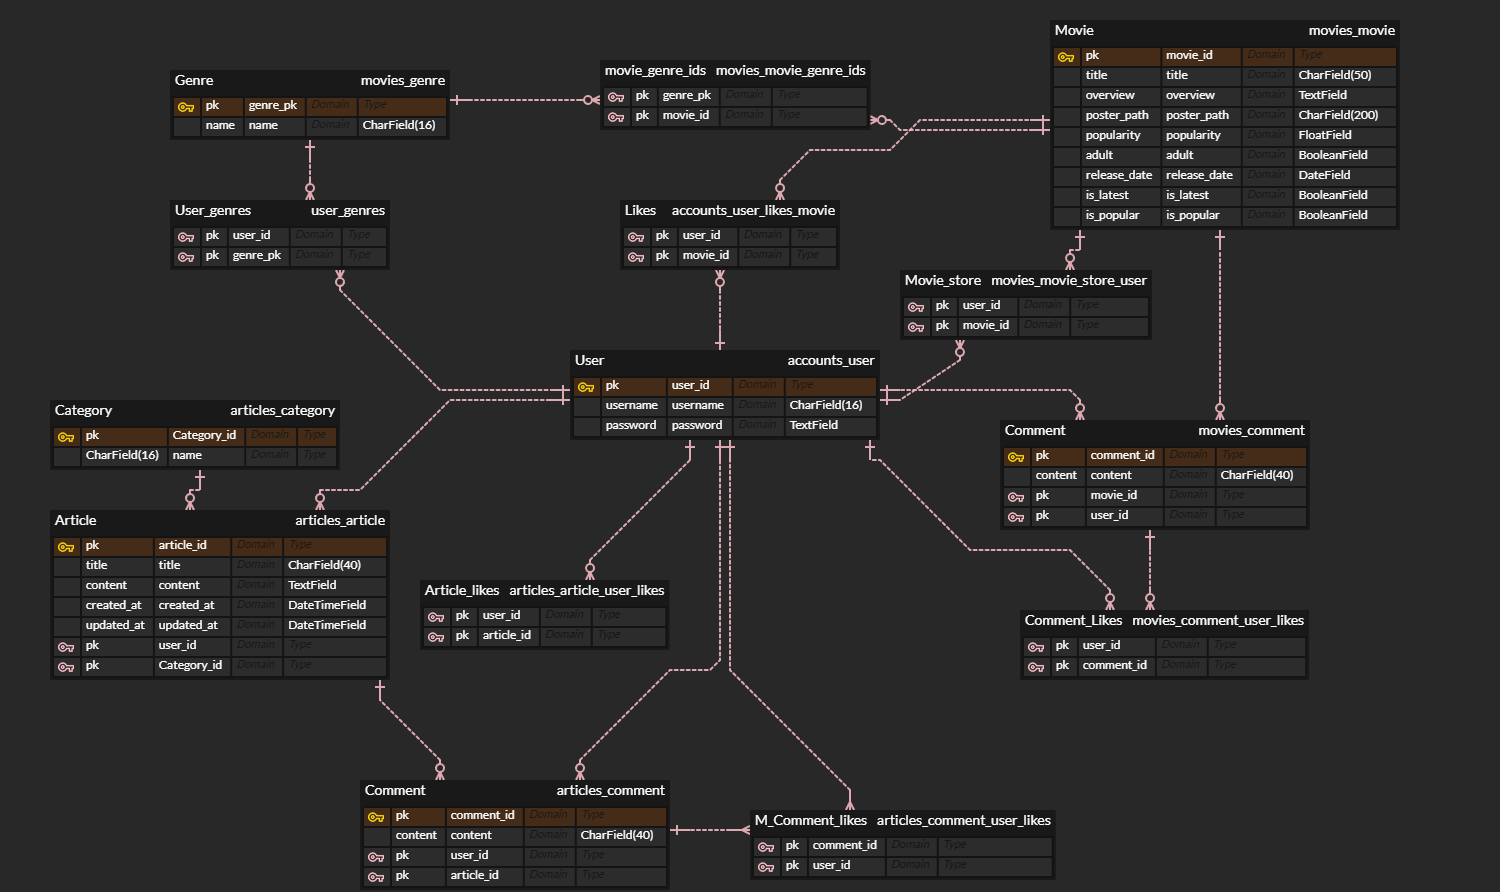 Movie movies_movie
pk movie_id Domain Type
title title Domain CharField(50)
overview overview Domain TextField
poster_path poster_path Domain CharField(200)
popularity popularity Domain FloatField
adult adult Domain BooleanField
release_date release_date Domain DateField
is_latest is_latest Domain BooleanField
is_popular is_popular Domain BooleanField
Genre movies_genre
pk genre_pk Domain Type
name name Domain CharField(16)
movie_genre_ids movies_movie_genre_ids
pk genre_pk Domain Type
pk movie_id Domain Type
User_genres user_genres
pk user_id Domain Type
pk genre_pk Domain Type
Likes accounts_user_likes_movie
pk user_id Domain Type
pk movie_id Domain Type
Movie_store movies_movie_store_user
pk user_id Domain Type
pk movie_id Domain Type
User accounts_user
pk user_id Domain Type
username username Domain CharField(16)
password password Domain TextField
Category articles_category
pk Category_id Domain Type
CharField(16) name Domain Type
Comment movies_comment
pk comment_id Domain Type
content content Domain CharField(40)
pk movie_id Domain Type
pk user_id Domain Type
Article articles_article
pk article_id Domain Type
title title Domain CharField(40)
content content Domain TextField
created_at created_at Domain DateTimeField
updated_at updated_at Domain DateTimeField
pk user_id Domain Type
pk Category_id Domain Type
Article_likes articles_article_user_likes
pk user_id Domain Type
pk article_id Domain Type
Comment_Likes movies_comment_user_likes
pk user_id Domain Type
pk comment_id Domain Type
Comment articles_comment
pk comment_id Domain Type
content content Domain CharField(40)
pk user_id Domain Type
pk article_id Domain Type
M_Comment_likes articles_comment_user_likes
pk comment_id Domain Type
pk user_id Domain Type